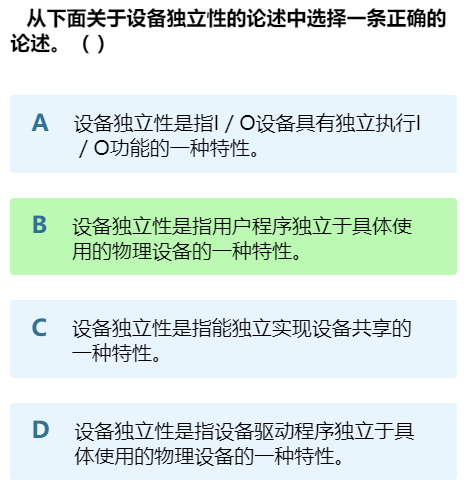 从下面关于设备独立性的论述中选择一条正确的
论述。（ ）
A 设备独立性是指I / O设备具有独立执行I
/ O功能的一种特性。
B 设备独立性是指用户程序独立于具体使
用的物理设备的一种特性。
C 设备独立性是指能独立实现设备共享的
一种特性。
D 设备独立性是指设备驱动程序独立于具
体使用的物理设备的一种特性。